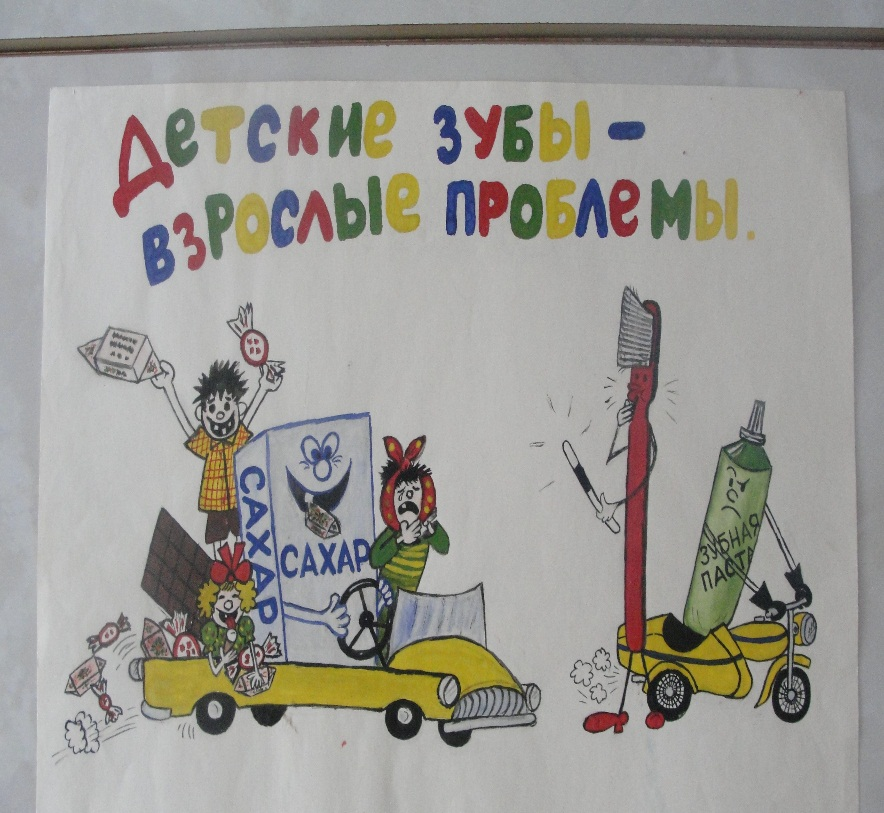 Детские зубы -
взрослые проблемы.
САХАР
САХАР
ЗУБНАЯ
ПАСТА